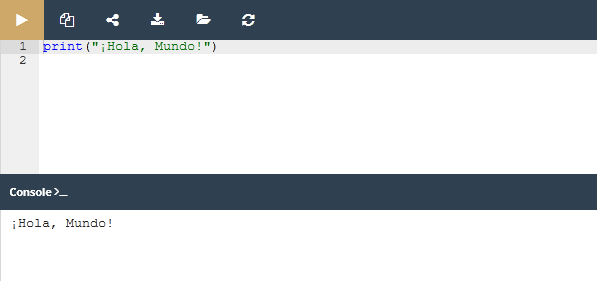 1 print("¡Hola, Mundo!")
2
Console >_
¡Hola, Mundo!